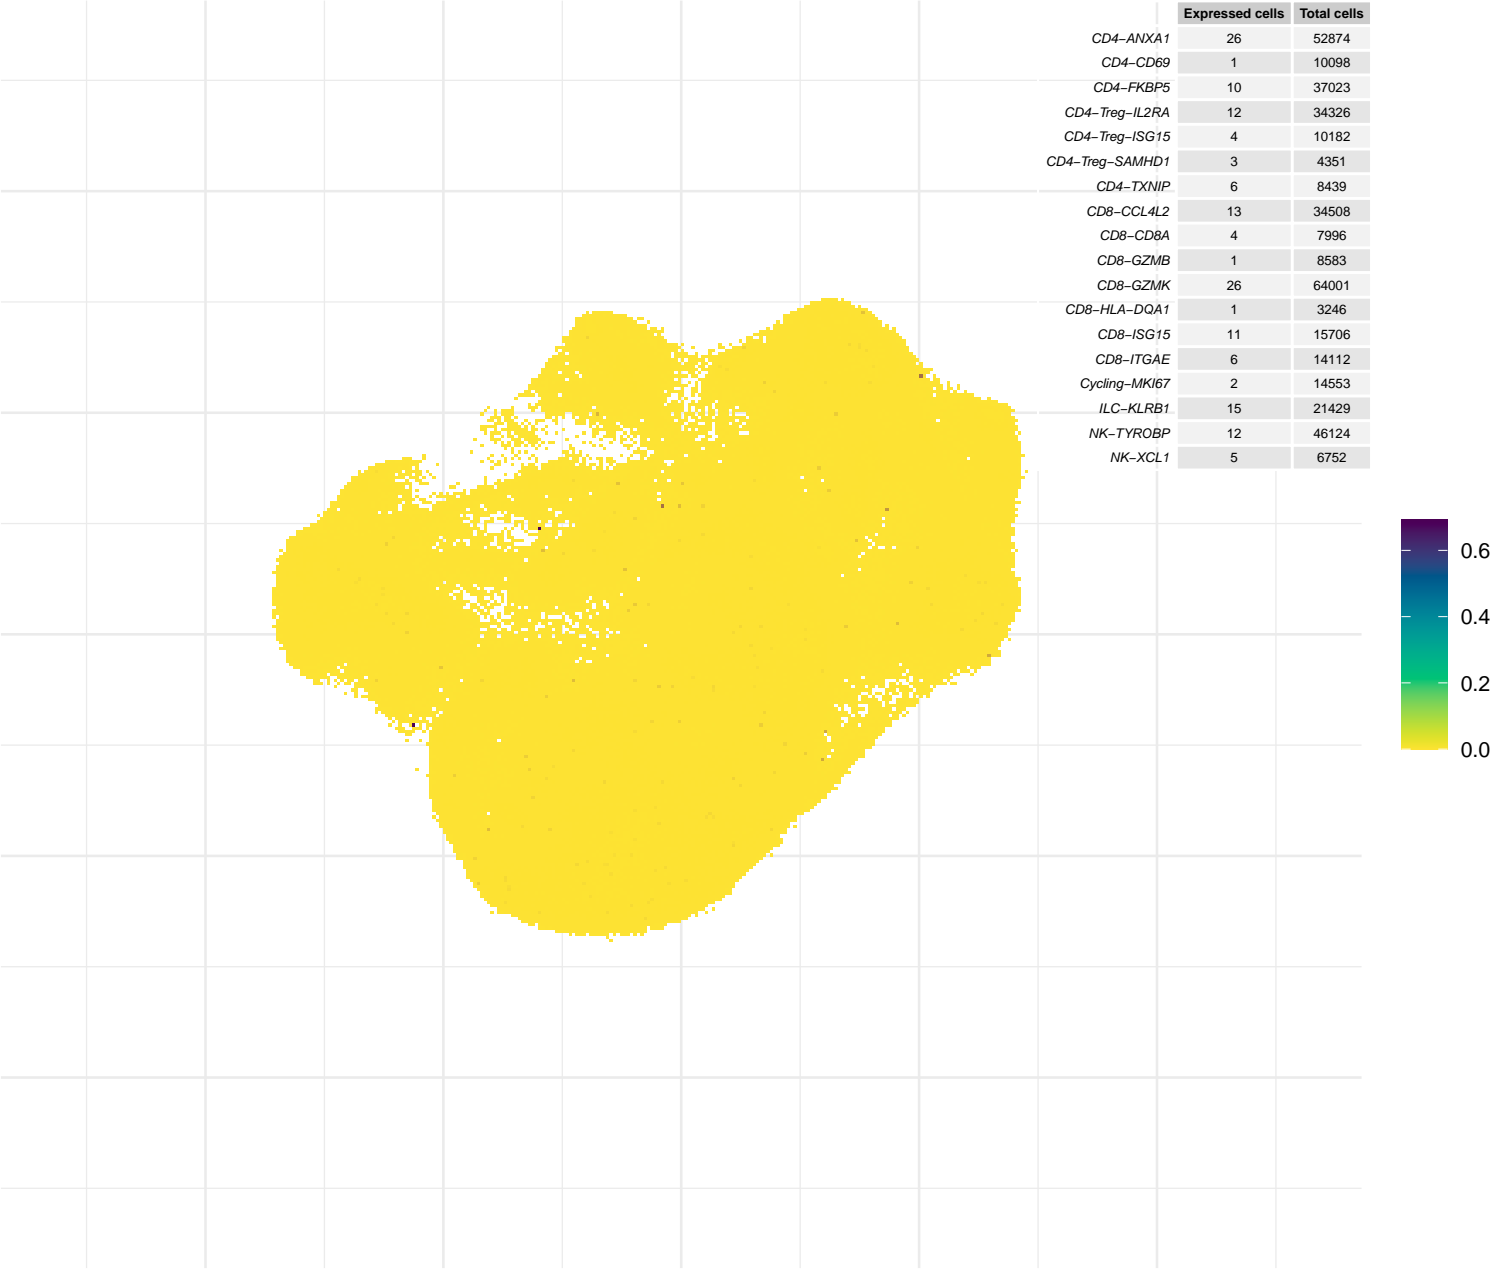 Expressed cells Total cells
CD4−ANXA1 26 52874
CD4−CD69 1 10098
CD4−FKBP5 10 37023
CD4−Treg−IL2RA 12 34326
CD4−Treg−ISG15 4 10182
CD4−Treg−SAMHD1 3 4351
CD4−TXNIP 6 8439
CD8−CCL4L2 13 34508
CD8−CD8A 4 7996
CD8−GZMB 1 8583
CD8−GZMK 26 64001
CD8−HLA−DQA1 1 3246
CD8−ISG15 11 15706
CD8−ITGAE 6 14112
Cycling−MKI67 2 14553
ILC−KLRB1 15 21429
NK−TYROBP 12 46124
NK−XCL1 5 6752
0.6
0.4
0.2
0.0